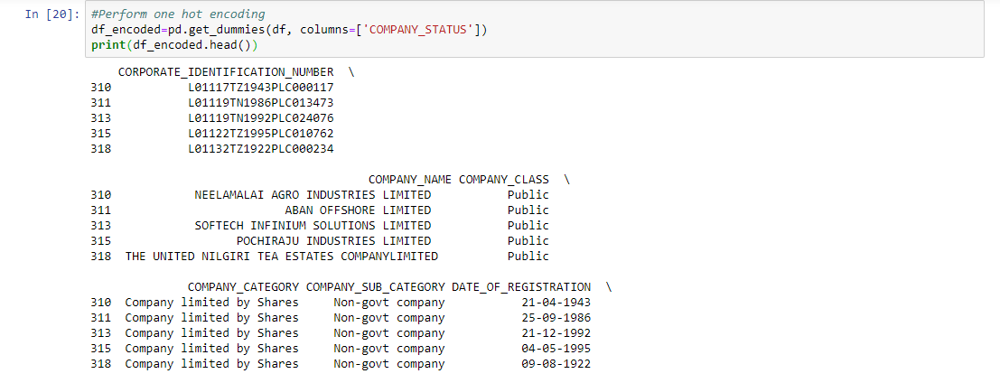 In [20]: #Perform one hot encoding
df_encoded=pd.get_dummies(df, columns=['COMPANY_STATUS'])
print(df_encoded.head())
CORPORATE_IDENTIFICATION_NUMBER \
310 L01117TZ1943PLC000117
311 L01119TN1986PLC013473
313 L01119TN1992PLC024076
315 L01122TZ1995PLC010762
318 L01132TZ1922PLC000234
COMPANY_NAME COMPANY_CLASS \
310 NEELAMALAI AGRO INDUSTRIES LIMITED Public
311 ABAN OFFSHORE LIMITED Public
313 SOFTECH INFINIUM SOLUTIONS LIMITED Public
315 POCHIRAJU INDUSTRIES LIMITED Public
318 THE UNITED NILGIRI TEA ESTATES COMPANYLIMITED Public
COMPANY_CATEGORY COMPANY_SUB_CATEGORY DATE_OF_REGISTRATION \
310 Company limited by Shares Non-govt company 21-04-1943
311 Company limited by Shares Non-govt company 25-09-1986
313 Company limited by Shares Non-govt company 21-12-1992
315 Company limited by Shares Non-govt company 04-05-1995
318 Company limited by Shares Non-govt company 09-08-1922